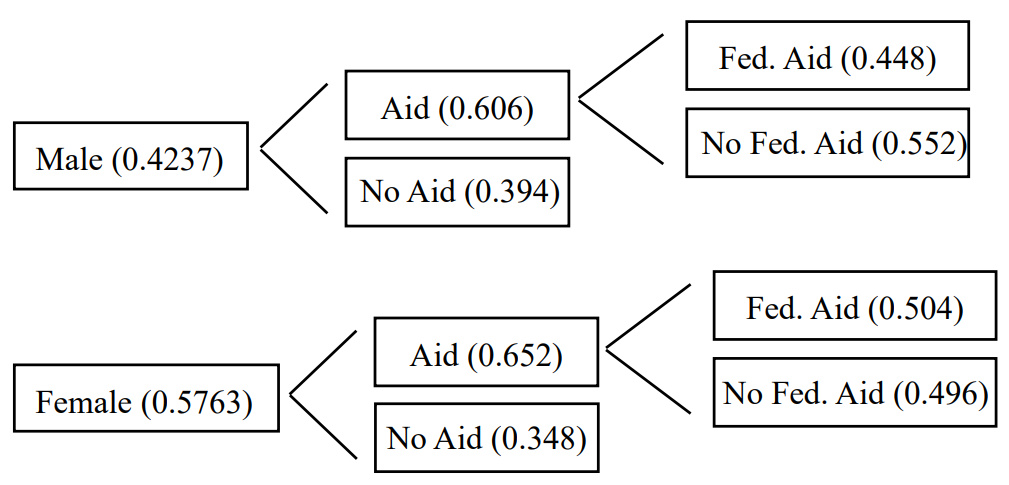 Fed. Aid (0.448)
Aid (0.606)
No Fed. Aid (0.552)
Male (0.4237)
No Aid (0.394)
Fed. Aid (0.504)
Aid (0.652)
No Fed. Aid (0.496)
Female (0.5763)
No Aid (0.348)